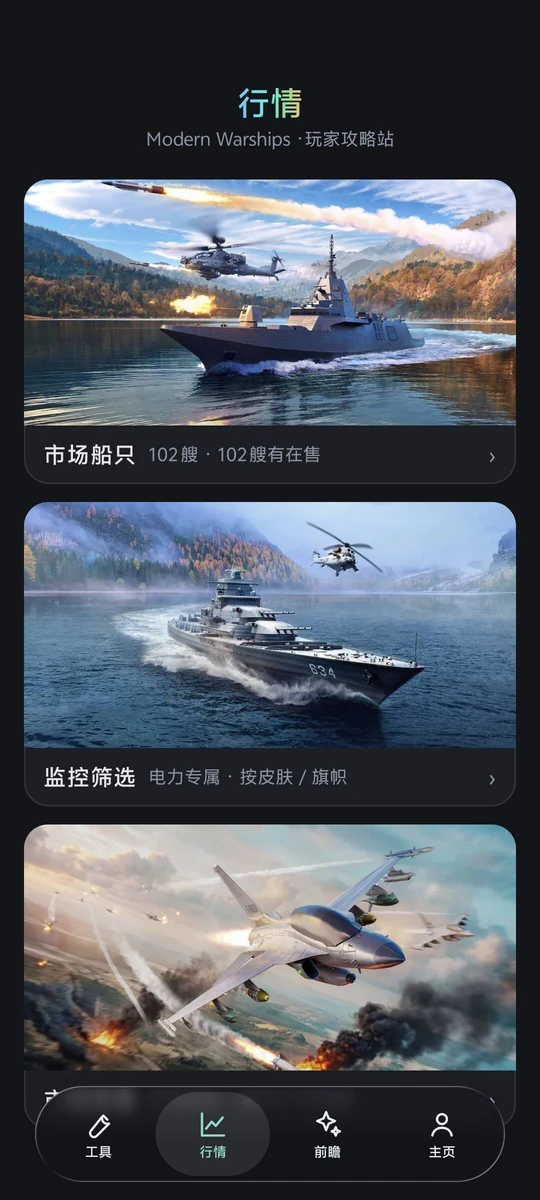 行情
Modern Warships · 玩家攻略站
市场船只 102艘 · 102艘有在售 ›
634
监控筛选 电力专属 · 按皮肤 / 旗帜 ›
市
工具 行情 前瞻 主页